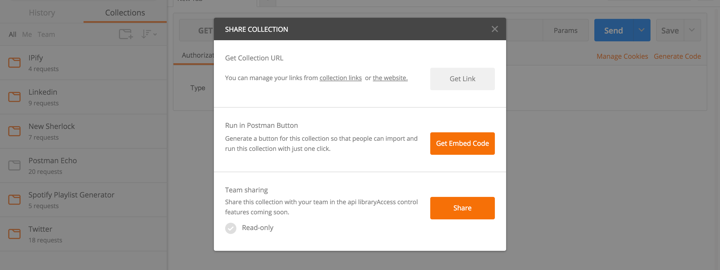 History
Collections
All Me Team
IPify
4 requests
Linkedin
9 requests
New Sherlock
7 requests
Postman Echo
20 requests
Spotify Playlist Generator
5 requests
Twitter
18 requests
GET
Params
Send
Save
Manage Cookies Generate Code
Type
SHARE COLLECTION
Get Collection URL
You can manage your links from collection links or the website.
Get Link
Run in Postman Button
Generate a button for this collection so that people can import and
run this collection with just one click.
Get Embed Code
Team sharing
Share this collection with your team in the api libraryAccess control
features coming soon.
Share
Read-only